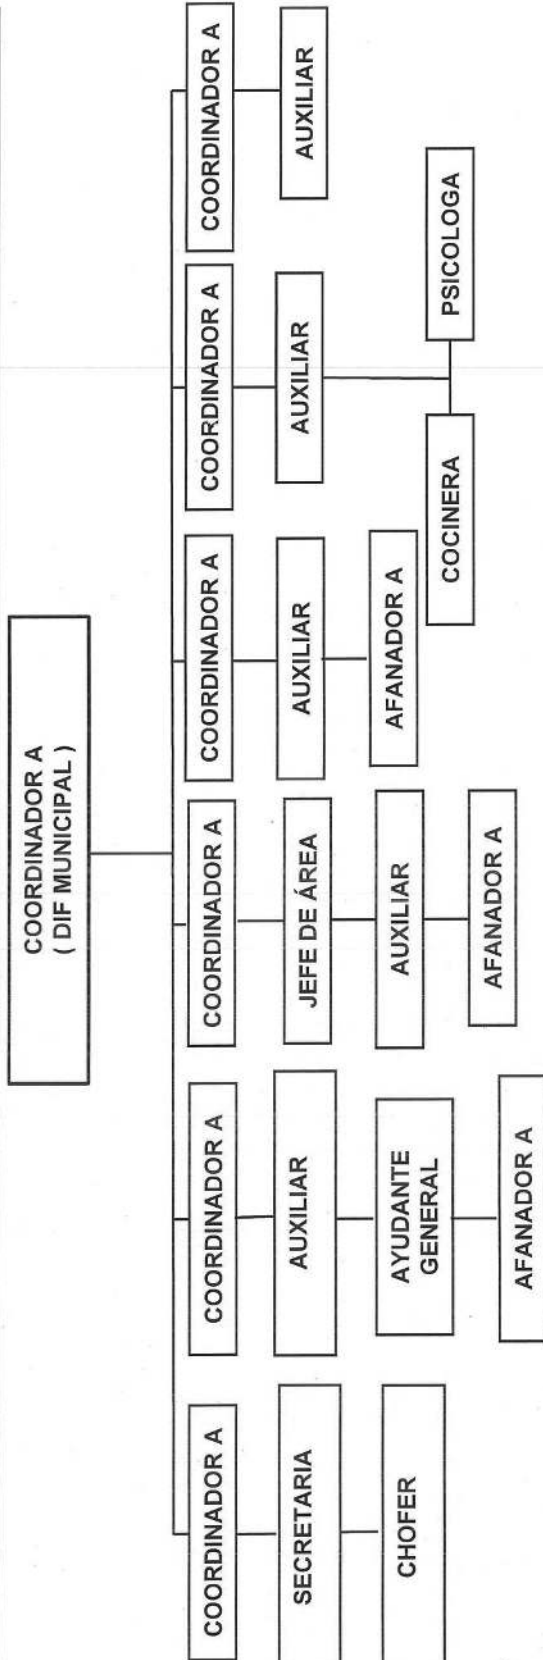 COORDINADOR A
( DIF MUNICIPAL )
COORDINADOR A
COORDINADOR A
COORDINADOR A
COORDINADOR A
COORDINADOR A
COORDINADOR A
SECRETARIA
AUXILIAR
JEFE DE ÁREA
AUXILIAR
AUXILIAR
AUXILIAR
CHOFER
AYUDANTE
GENERAL
AUXILIAR
AFANADOR A
COCINERA
PSICOLOGA
AFANADOR A
AFANADOR A